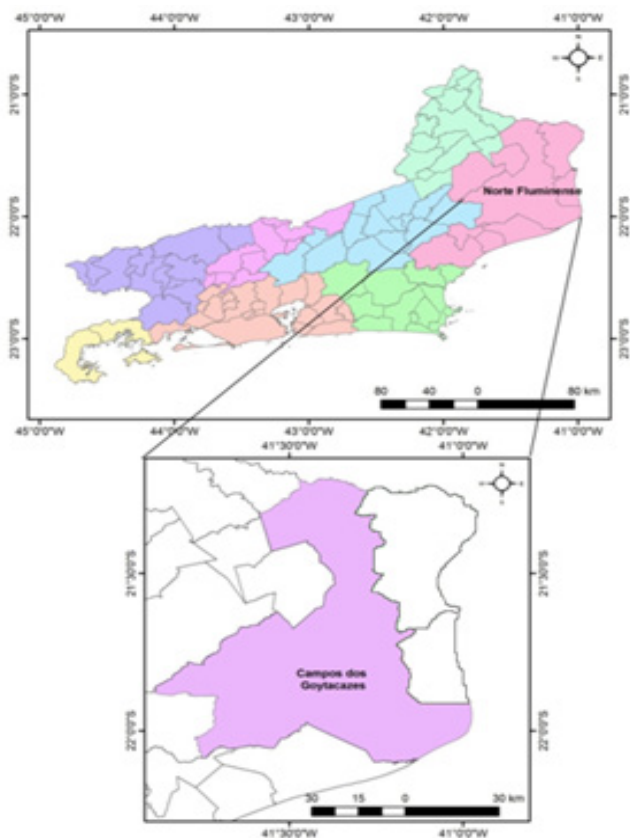 45°0'0"W 44°0'0"W 43°0'0"W 42°0'0"W 41°0'0"W
N
W E
S
21°0'0"S 21°0'0"S
Norte Fluminense
22°0'0"S 22°0'0"S
23°0'0"S 23°0'0"S
80 40 0 80 km
45°0'0"W 44°0'0"W 43°0'0"W 42°0'0"W 41°0'0"W
41°30'0"W 41°0'0"W
N
W E
S
21°30'0"S 21°30'0"S
Campos dos
Goytacazes
22°0'0"S 22°0'0"S
30 15 0 30 km
41°30'0"W 41°0'0"W